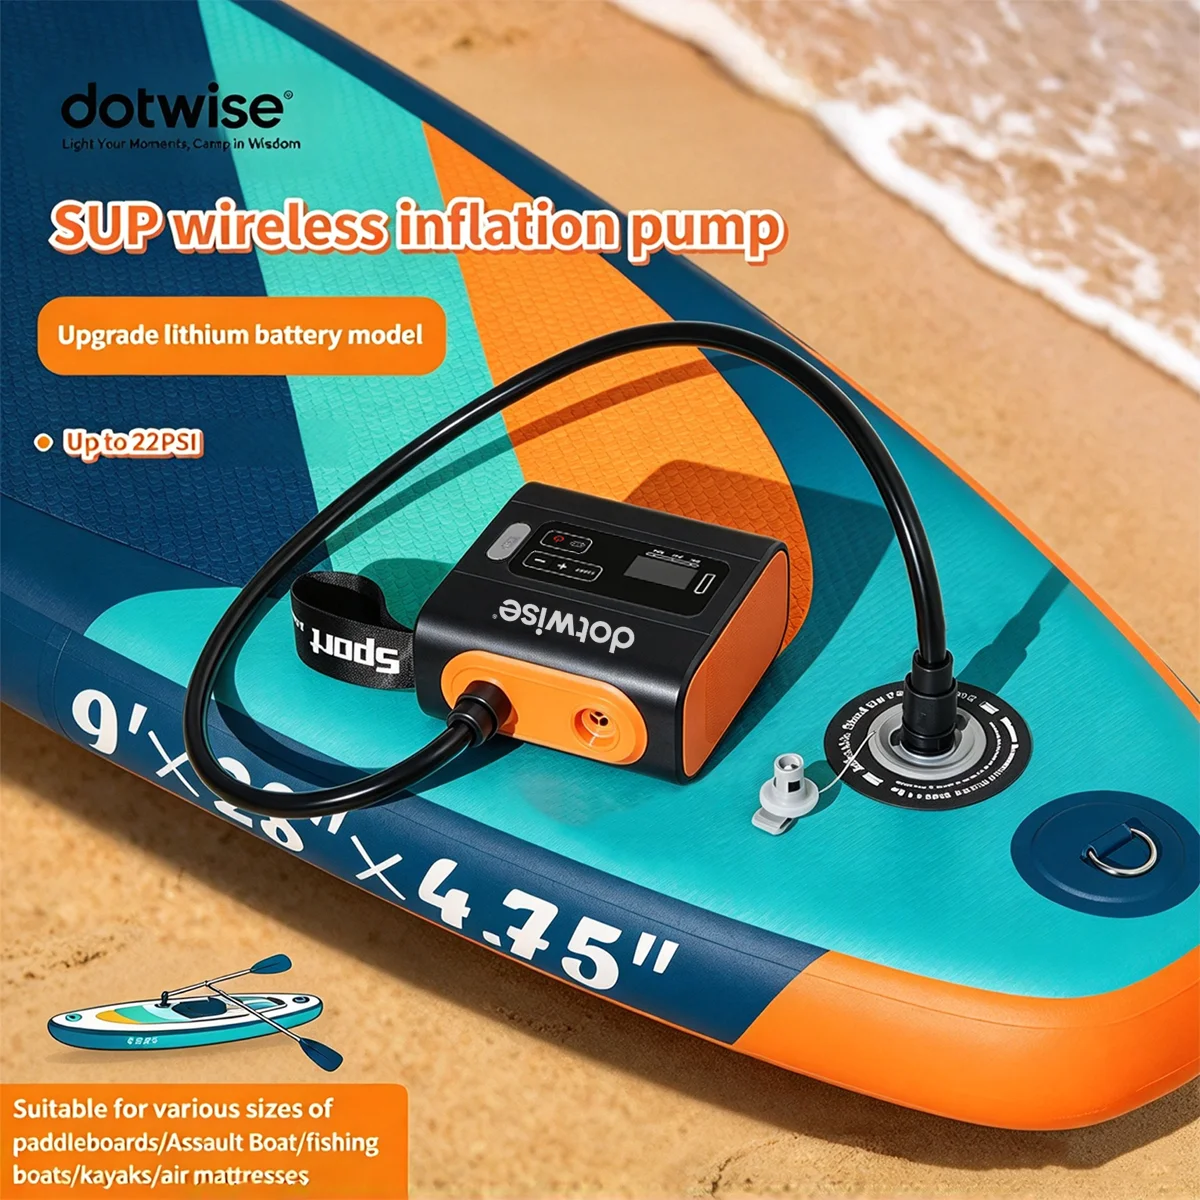 dotwise®
Light Your Moments, Camp in Wisdom
SUP wireless inflation pump
Upgrade lithium battery model
Up to 22PSI
dotwise®
Sport
9'×28"×4.75"
Suitable for various sizes of
paddleboards/Assault Boat/fishing
boats/kayaks/air mattresses